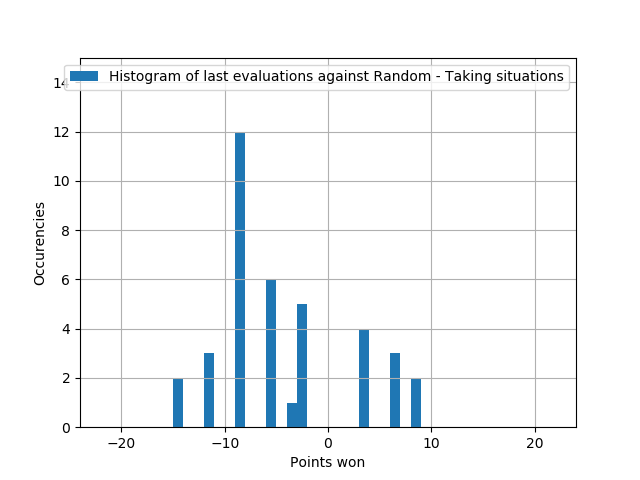 Histogram of last evaluations against Random - Taking situations
14
12
10
8
6
4
2
0
Occurencies
−20 −10 0 10 20
Points won